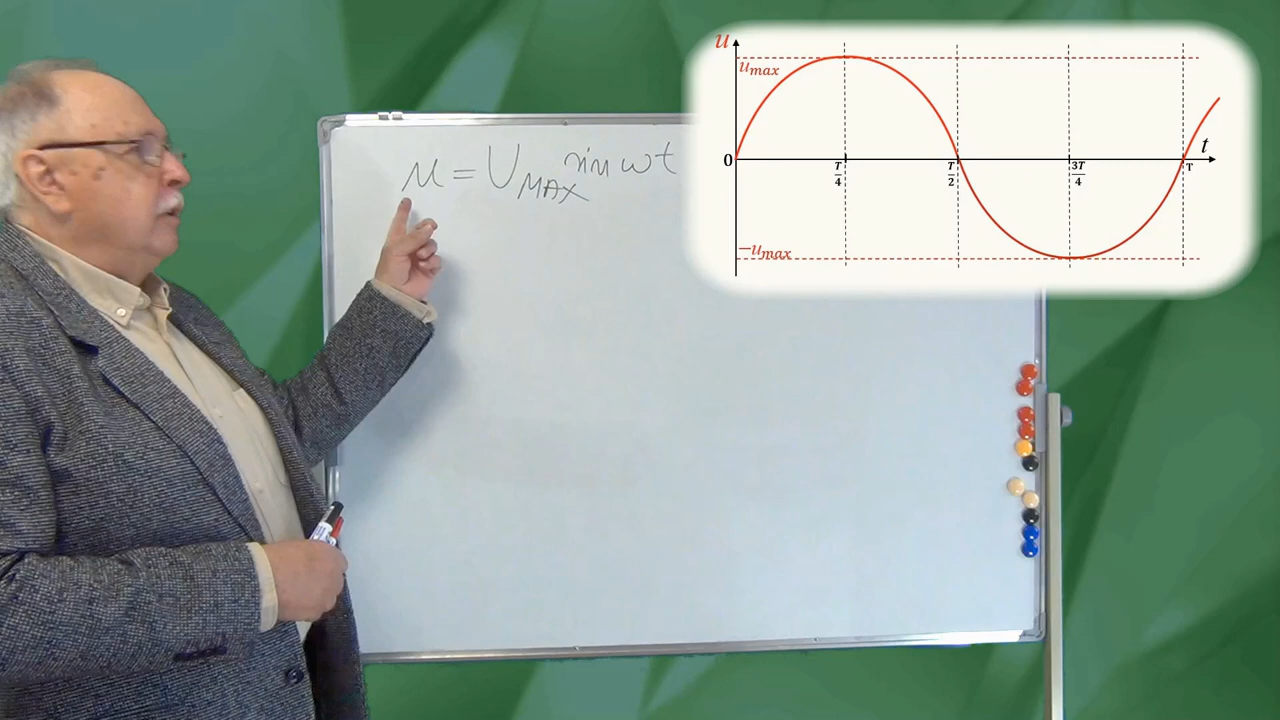 u = U_MAX sin ωt
u
u_max
0
T/4 T/2 3T/4 T t
−u_max